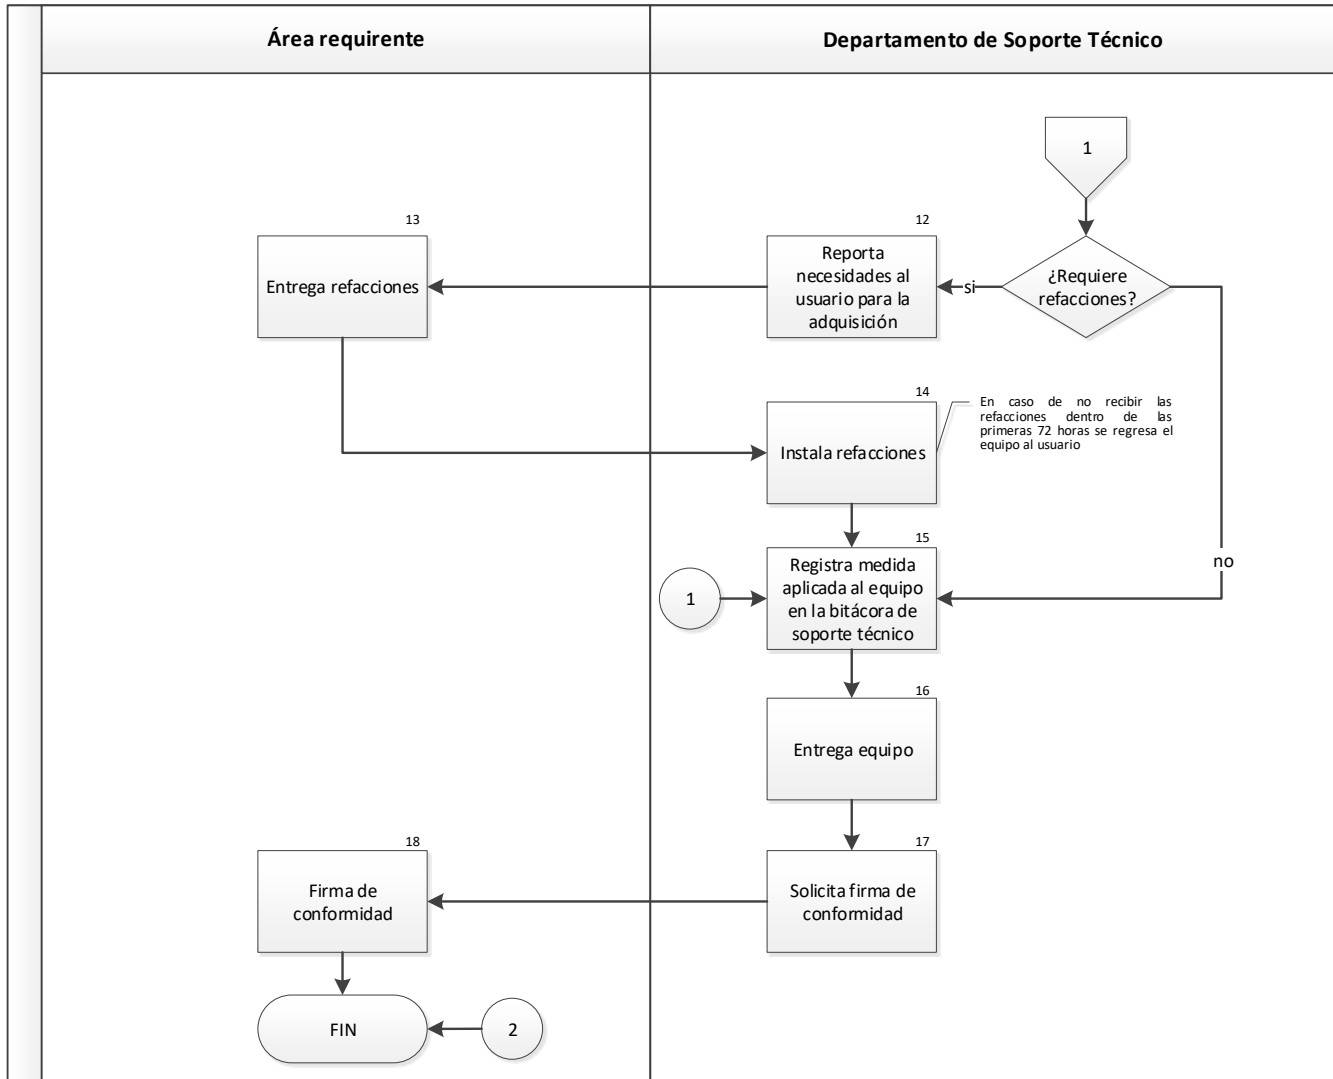 Área requirente
Departamento de Soporte Técnico
1
13
12
Entrega refacciones
Reporta
necesidades al
usuario para la
adquisición
si
¿Requiere
refacciones?
14
Instala refacciones
En caso de no recibir las
refacciones dentro de las
primeras 72 horas se regresa el
equipo al usuario
15
no
1
Registra medida
aplicada al equipo
en la bitácora de
soporte técnico
16
Entrega equipo
18
17
Firma de
conformidad
Solicita firma de
conformidad
FIN
2